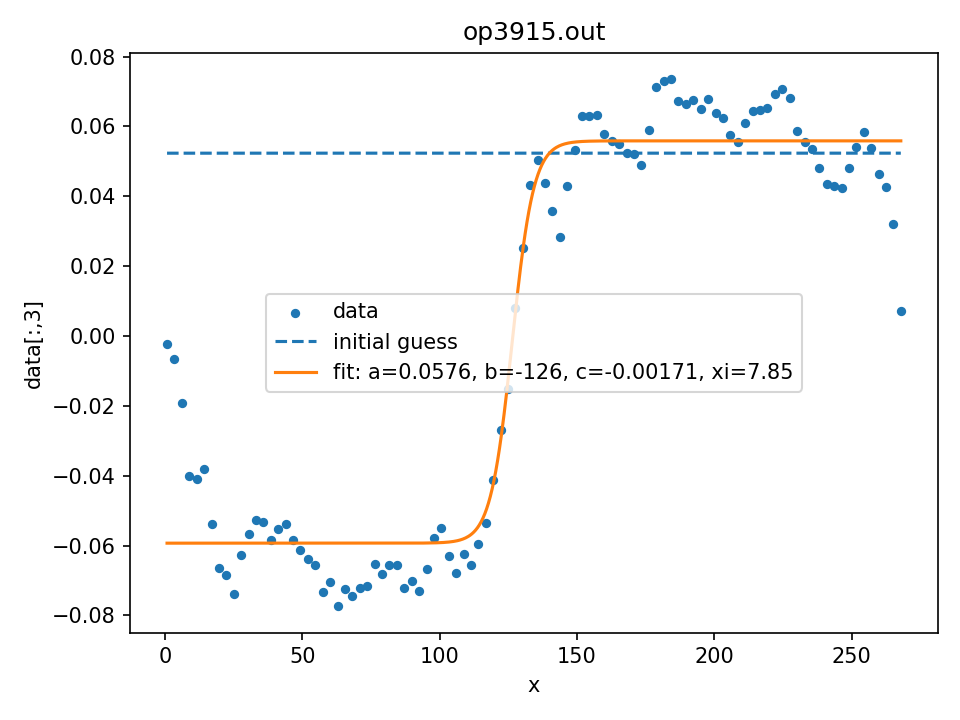 op3915.out
0.08
0.06
0.04
0.02
0.00
−0.02
−0.04
−0.06
−0.08
data[:,3]
data
initial guess
fit: a=0.0576, b=-126, c=-0.00171, xi=7.85
0 50 100 150 200 250
x